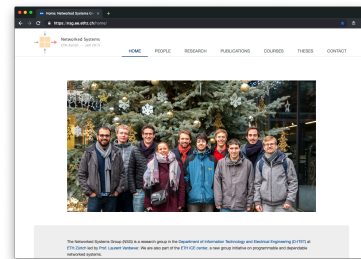 Home, Networked Systems
https://nsg.ee.ethz.ch/home/
Networked Systems
ETH Zürich — seit 2015
HOME PEOPLE RESEARCH PUBLICATIONS COURSES THESES CONTACT
The Networked Systems Group (NSG) is a research group in the Department of Information Technology and Electrical Engineering (D-ITET) at
ETH Zürich led by Prof. Laurent Vanbever. We are also part of the ETH ICE center, a new group initiative on programmable and dependable
networked systems.